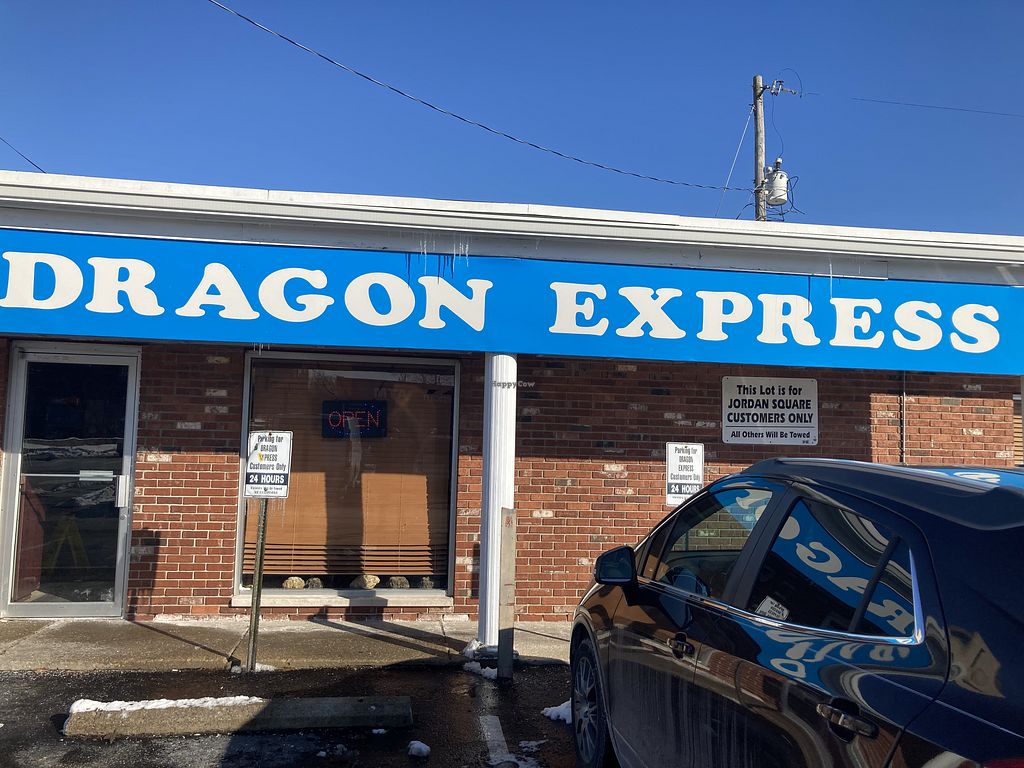 DRAGON EXPRESS
HappyCow
OPEN
This Lot is for
JORDAN SQUARE
CUSTOMERS ONLY
All Others Will Be Towed
Parking for
DRAGON
EXPRESS
Customers Only
24 HOURS
Parking for
DRAGON
EXPRESS
Customers Only
24 HOURS